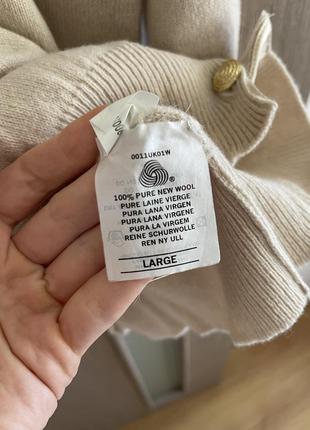 0011UK01W
®
100% PURE NEW WOOL
PURE LAINE VIERGE
PURA LANA VIRGEN
PURA LANA VERGINE
PURA LA VIRGEM
REINE SCHURWOLLE
REN NY ULL
LARGE